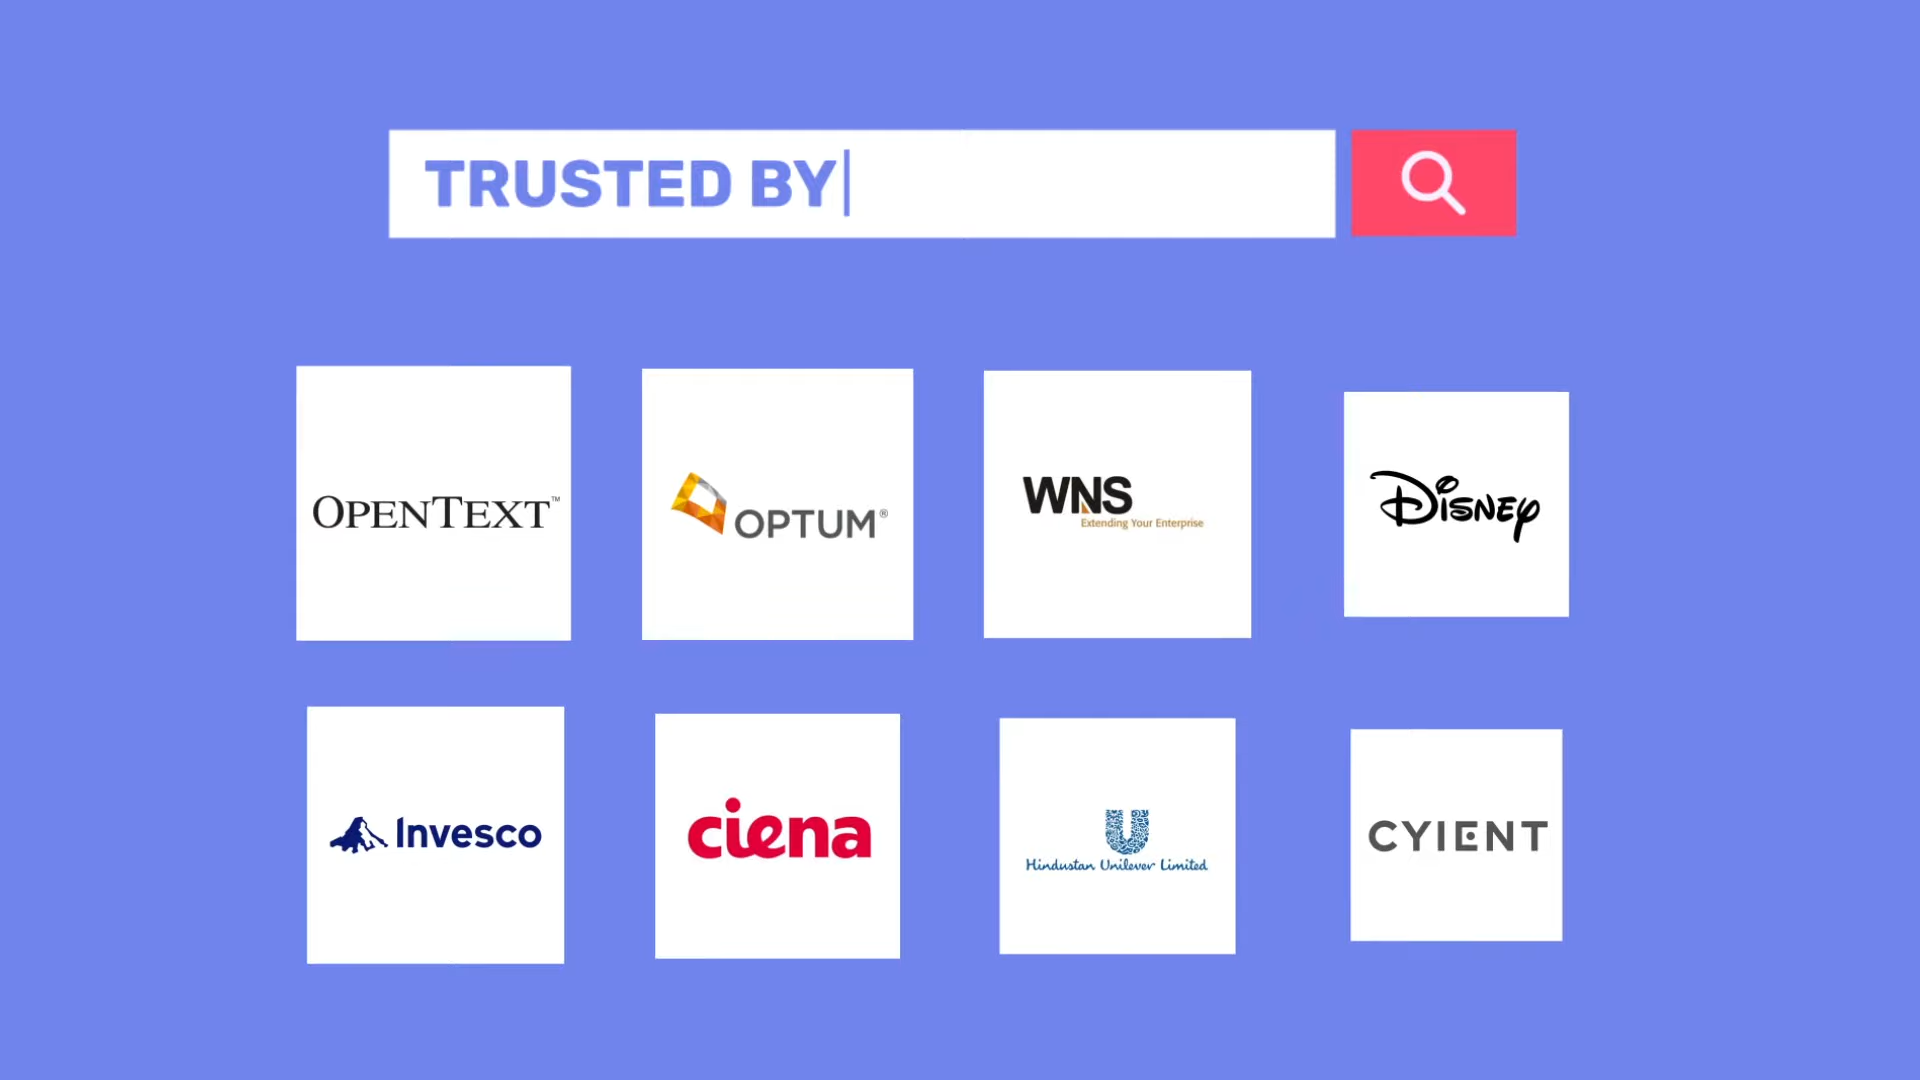 TRUSTED BY
OPENTEXT™
OPTUM®
WNS
Extending Your Enterprise
DISNEY
Invesco
ciena
U
Hindustan Unilever Limited
CYIENT